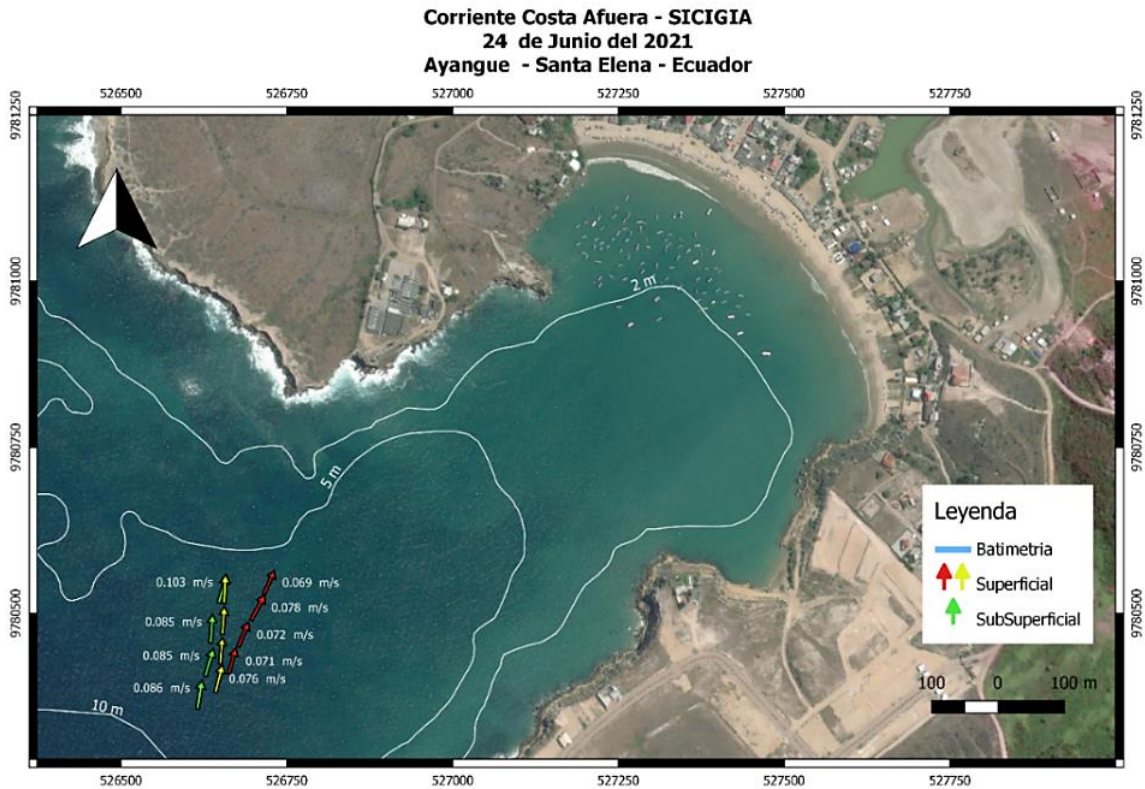 Corriente Costa Afuera - SICIGIA
24 de Junio del 2021
Ayangue - Santa Elena - Ecuador
526500 526750 527000 527250 527500 527750
9781250 9781250
2 m
9781000 9781000
9780750 9780750
5 m
Leyenda
Batimetria
Superficial
SubSuperficial
0.103 m/s 0.069 m/s
0.078 m/s
9780500 9780500
0.085 m/s 0.072 m/s
0.085 m/s 0.071 m/s
0.076 m/s
0.086 m/s
10 m
100 0 100 m
526500 526750 527000 527250 527500 527750